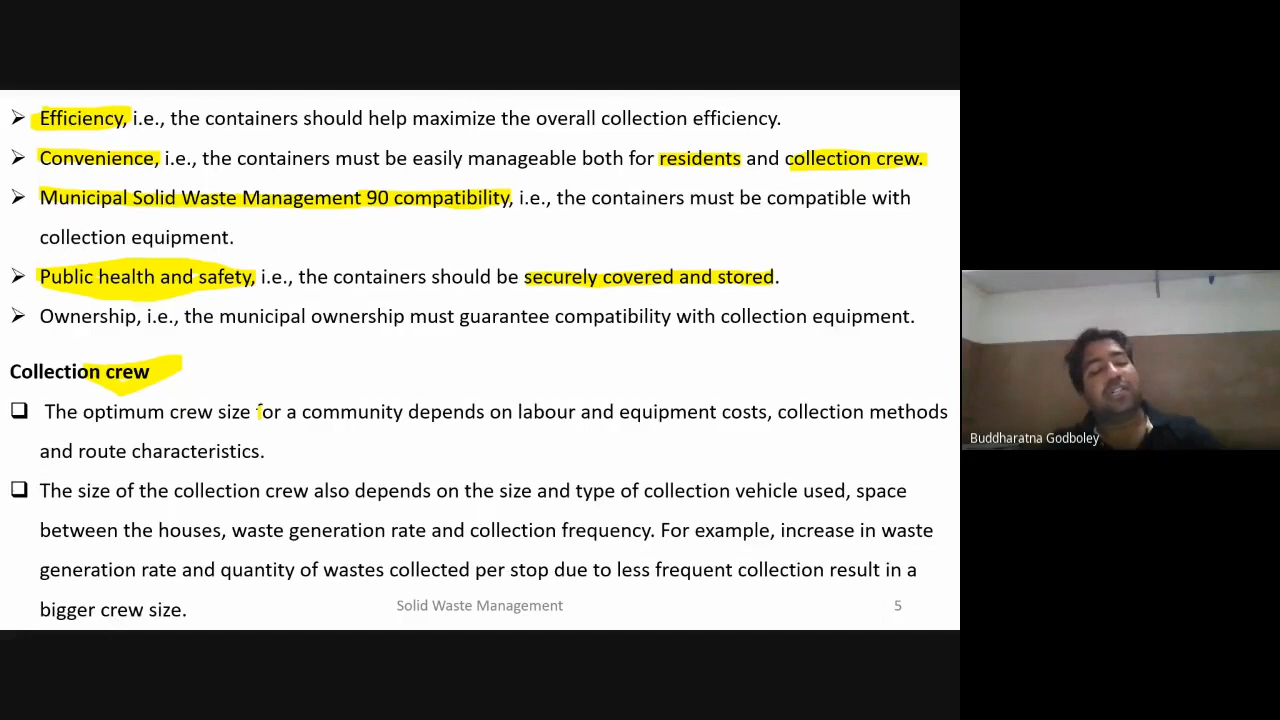 ➢ Efficiency, i.e., the containers should help maximize the overall collection efficiency.
➢ Convenience, i.e., the containers must be easily manageable both for residents and collection crew.
➢ Municipal Solid Waste Management 90 compatibility, i.e., the containers must be compatible with
collection equipment.
➢ Public health and safety, i.e., the containers should be securely covered and stored.
➢ Ownership, i.e., the municipal ownership must guarantee compatibility with collection equipment.
Collection crew
❑ The optimum crew size for a community depends on labour and equipment costs, collection methods
and route characteristics.
❑ The size of the collection crew also depends on the size and type of collection vehicle used, space
between the houses, waste generation rate and collection frequency. For example, increase in waste
generation rate and quantity of wastes collected per stop due to less frequent collection result in a
bigger crew size.
Solid Waste Management 5
Buddharatna Godboley